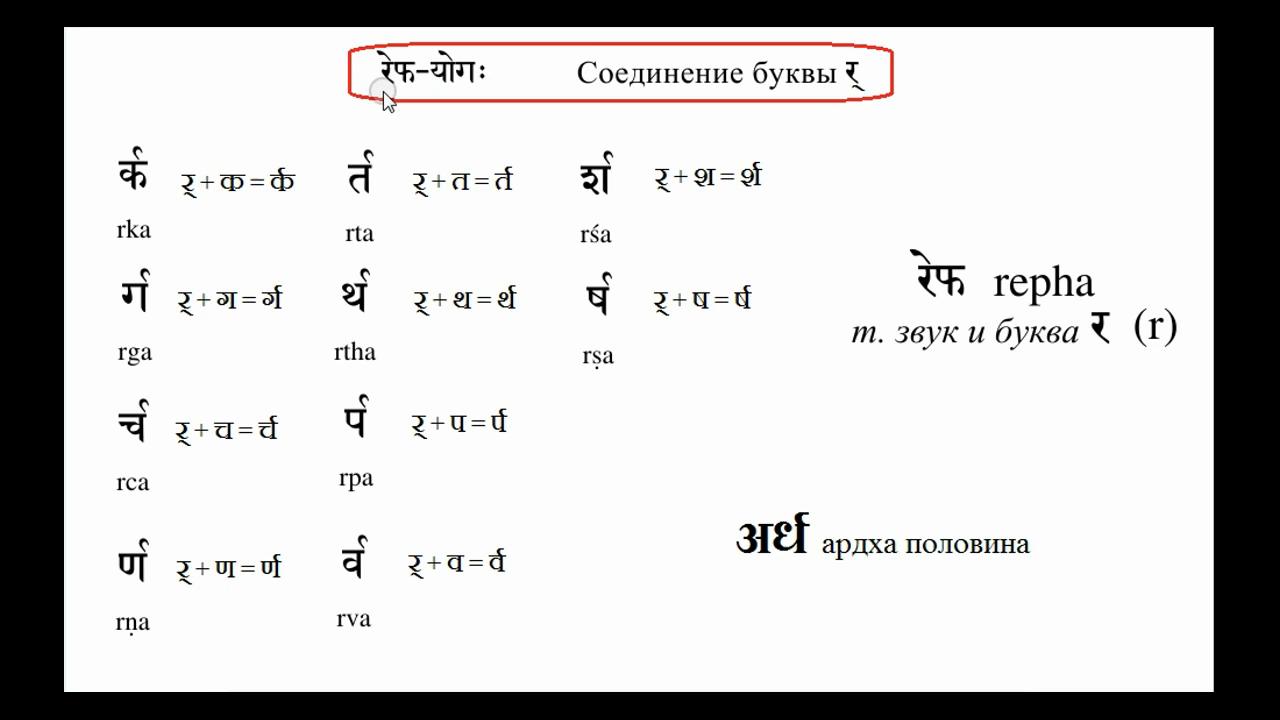 रेफ-योगः Соединение буквы र्
र्क र्+क=र्क र्त र्+त=र्त र्श र्+श=र्श
rka rta rśa
र्ग र्+ग=र्ग र्थ र्+थ=र्थ र्ष र्+ष=र्ष
rga rtha rṣa
रेफ repha
m. звук и буква र (r)
र्च र्+च=र्च र्प र्+प=र्प
rca rpa
अर्ध ардха половина
र्ण र्+ण=र्ण र्व र्+व=र्व
rṇa rva